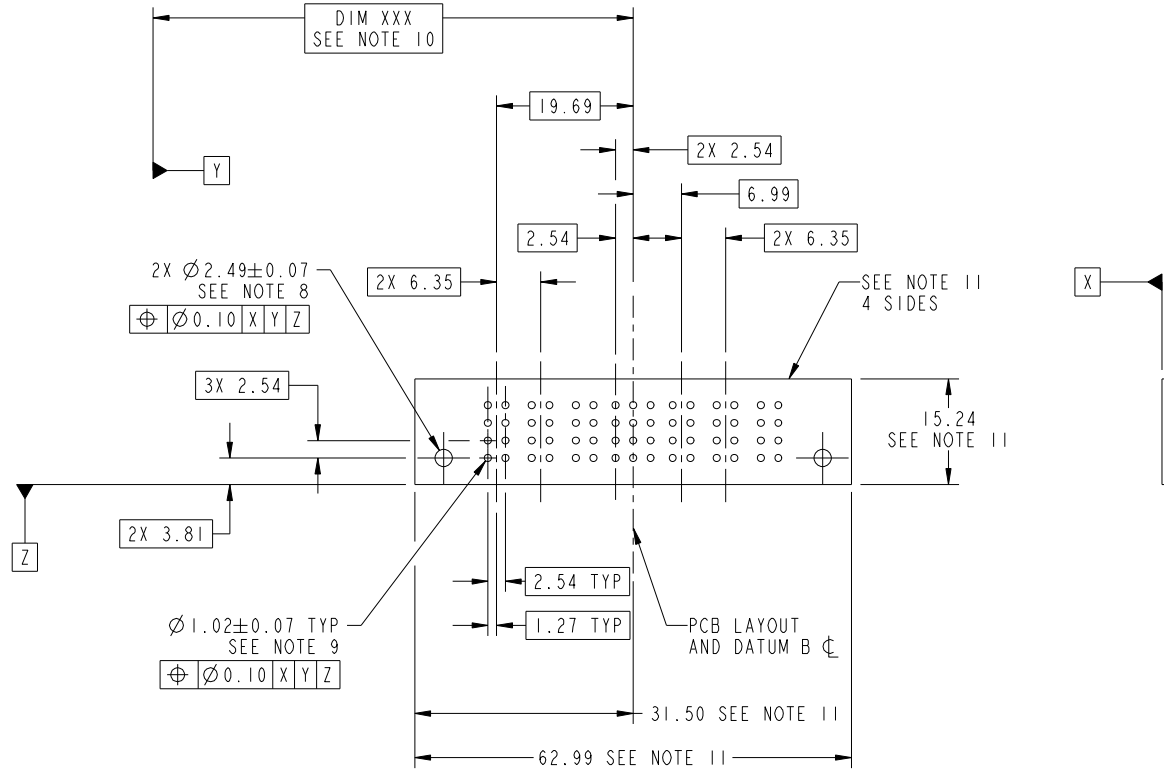 DIM XXX
SEE NOTE 10
19.69
2X 2.54
Y
6.99
2.54
2X 6.35
2X Ø2.49±0.07
SEE NOTE 8
⌖ Ø0.10 X Y Z
2X 6.35
SEE NOTE 11
4 SIDES
X
3X 2.54
15.24
SEE NOTE 11
2X 3.81
Z
2.54 TYP
Ø1.02±0.07 TYP
SEE NOTE 9
⌖ Ø0.10 X Y Z
1.27 TYP
PCB LAYOUT
AND DATUM B ℄
31.50 SEE NOTE 11
62.99 SEE NOTE 11